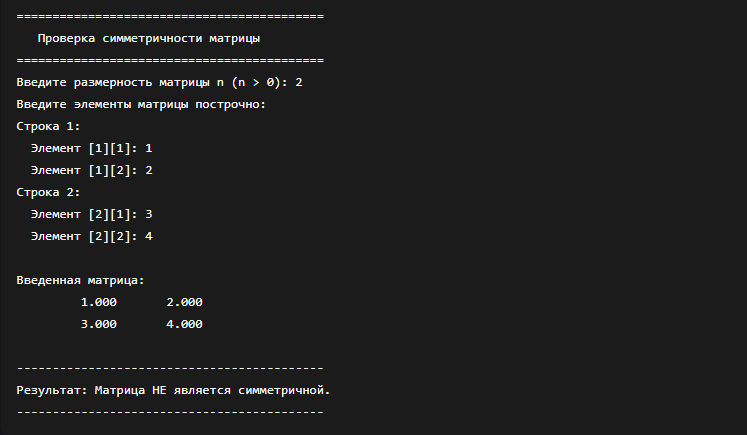 ===========================================
   Проверка симметричности матрицы
===========================================
Введите размерность матрицы n (n > 0): 2
Введите элементы матрицы построчно:
Строка 1:
  Элемент [1][1]: 1
  Элемент [1][2]: 2
Строка 2:
  Элемент [2][1]: 3
  Элемент [2][2]: 4
Введенная матрица:
         1.000       2.000
         3.000       4.000
-------------------------------------------
Результат: Матрица НЕ является симметричной.
-------------------------------------------